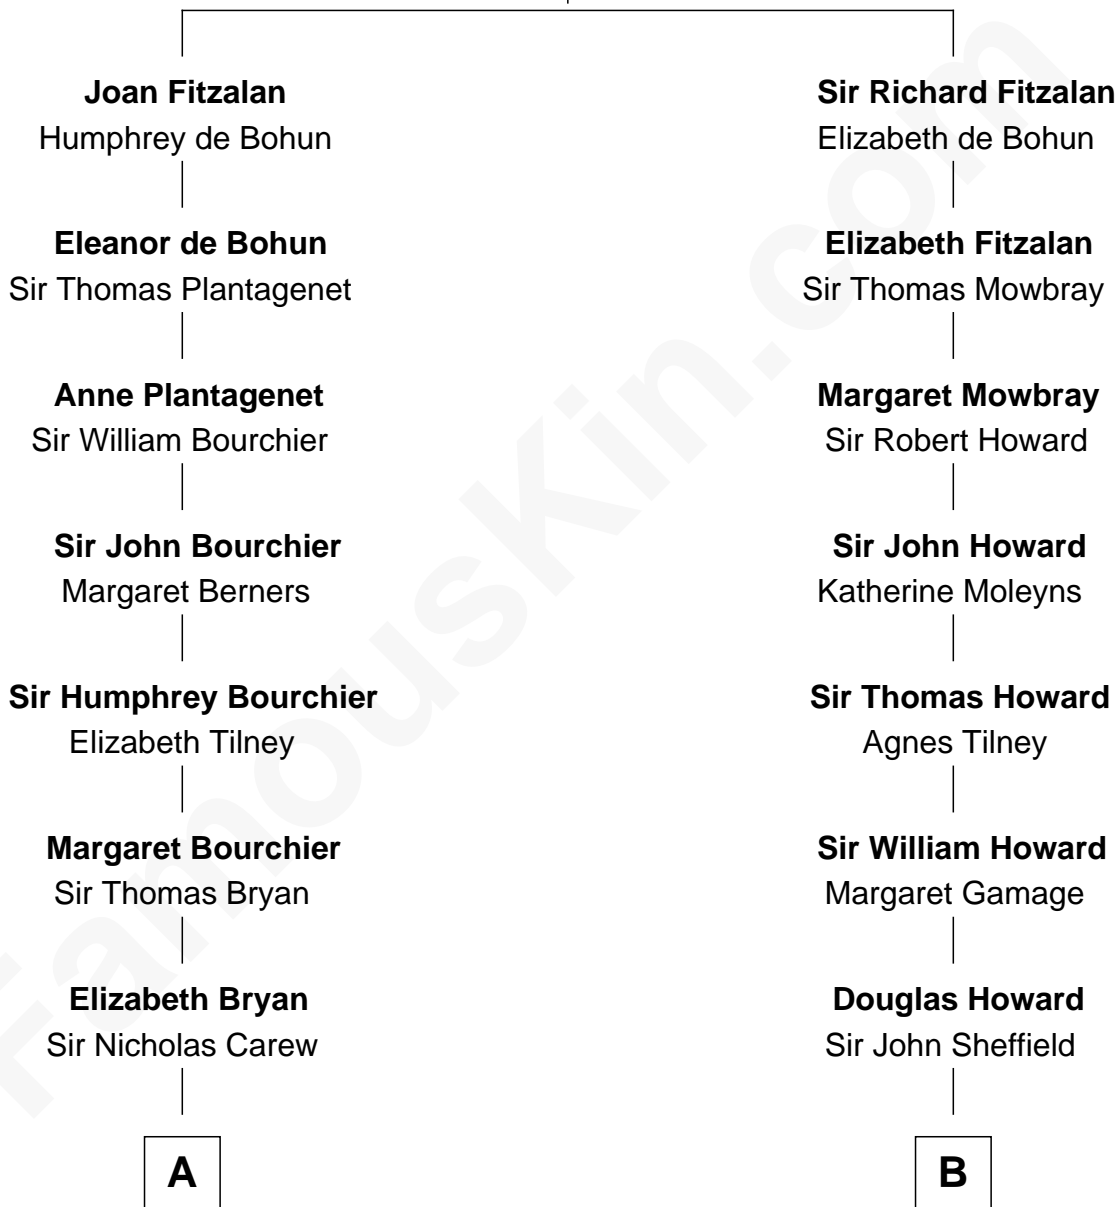 Joan Fitzalan
Humphrey de Bohun
Eleanor de Bohun
Sir Thomas Plantagenet
Anne Plantagenet
Sir William Bourchier
Sir John Bourchier
Margaret Berners
Sir Humphrey Bourchier
Elizabeth Tilney
Margaret Bourchier
Sir Thomas Bryan
Elizabeth Bryan
Sir Nicholas Carew
A
Sir Richard Fitzalan
Elizabeth de Bohun
Elizabeth Fitzalan
Sir Thomas Mowbray
Margaret Mowbray
Sir Robert Howard
Sir John Howard
Katherine Moleyns
Sir Thomas Howard
Agnes Tilney
Sir William Howard
Margaret Gamage
Douglas Howard
Sir John Sheffield
B
FamousKin.com